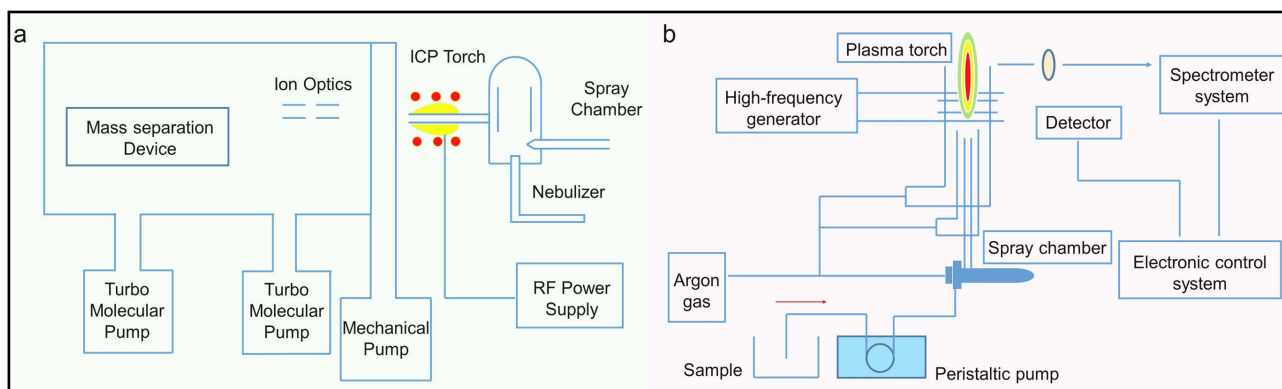 a
ICP Torch
Ion Optics
Spray
Chamber
Mass separation
Device
Nebulizer
Turbo
Molecular
Pump
Turbo
Molecular
Pump
Mechanical
Pump
RF Power
Supply
b
Plasma torch
High-frequency
generator
Spectrometer
system
Detector
Spray chamber
Argon
gas
Electronic control
system
Sample
Peristaltic pump